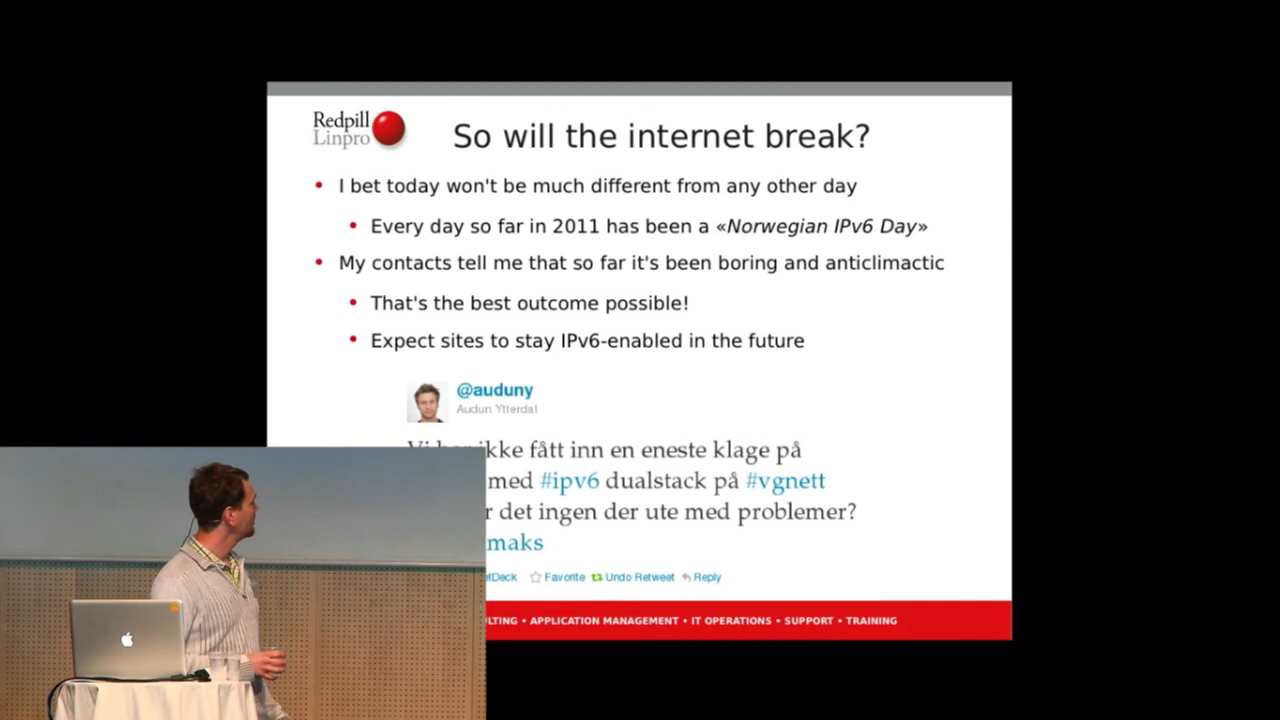 Redpill
Linpro
So will the internet break?
• I bet today won't be much different from any other day
• Every day so far in 2011 has been a «Norwegian IPv6 Day»
• My contacts tell me that so far it's been boring and anticlimactic
• That's the best outcome possible!
• Expect sites to stay IPv6-enabled in the future
@auduny
Audun Ytterdal
ikke fått inn en eneste klage på
med #ipv6 dualstack på #vgnett
det ingen der ute med problemer?
Favorite Undo Retweet Reply
• APPLICATION MANAGEMENT • IT OPERATIONS • SUPPORT • TRAINING